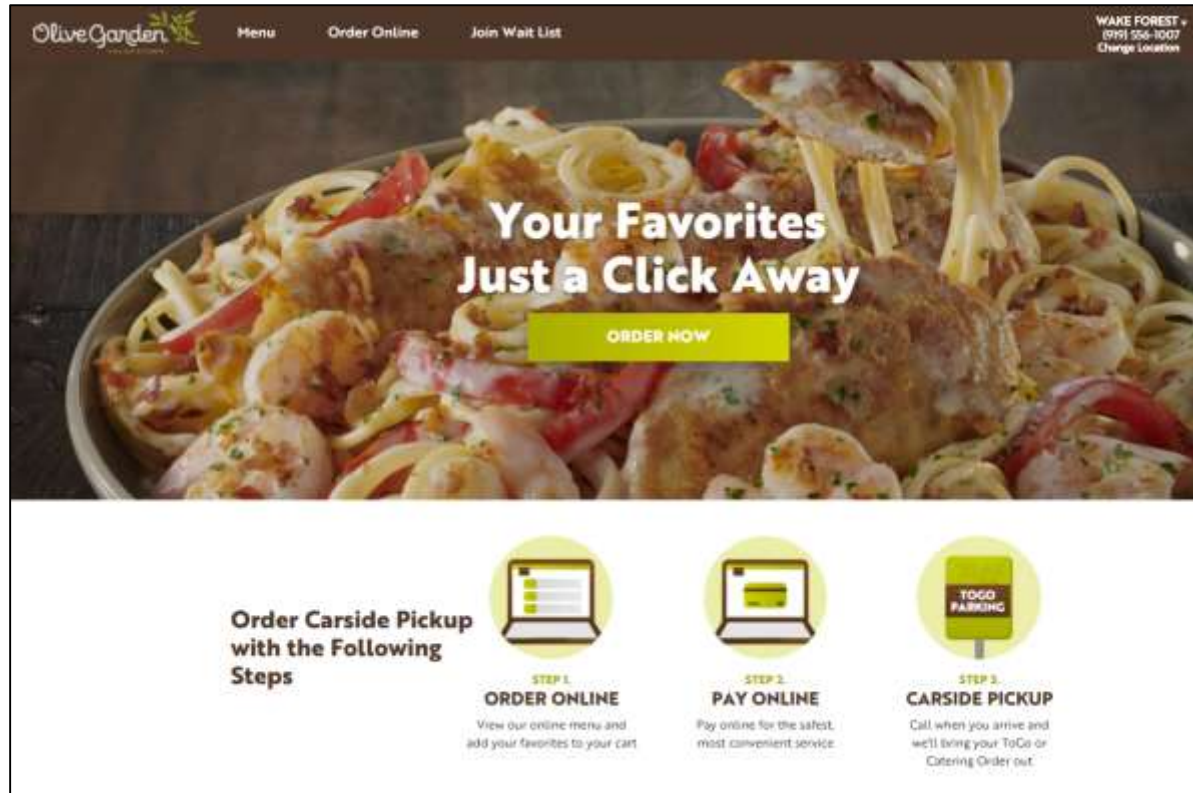 Olive Garden
Menu
Order Online
Join Wait List
WAKE FOREST
(919) 556-1007
Change Location
Your Favorites
Just a Click Away
ORDER NOW
Order Carside Pickup
with the Following
Steps
STEP 1.
ORDER ONLINE
View our online menu and
add your favorites to your cart
STEP 2.
PAY ONLINE
Pay online for the safest,
most convenient service
TOGO
PARKING
STEP 3.
CARSIDE PICKUP
Call when you arrive and
we'll bring your ToGo or
Catering Order out